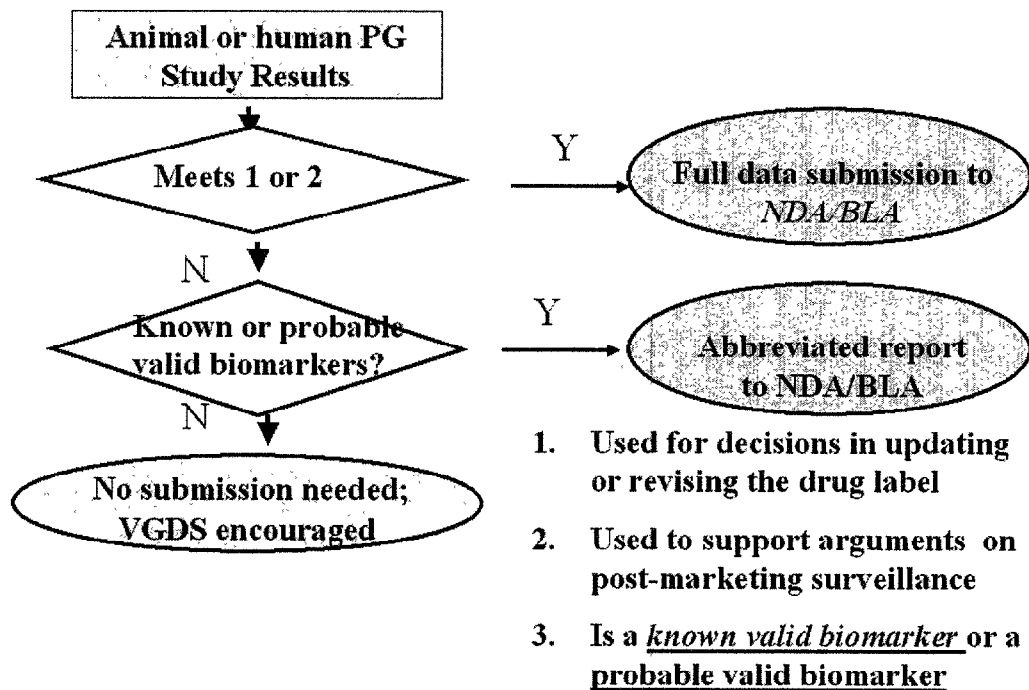 Animal or human PG
Study Results
Meets 1 or 2
Y
Full data submission to
NDA/BLA
N
Known or probable
valid biomarkers?
Y
Abbreviated report
to NDA/BLA
N
No submission needed;
VGDS encouraged
1. Used for decisions in updating
or revising the drug label
2. Used to support arguments on
post-marketing surveillance
3. Is a known valid biomarker or a
probable valid biomarker